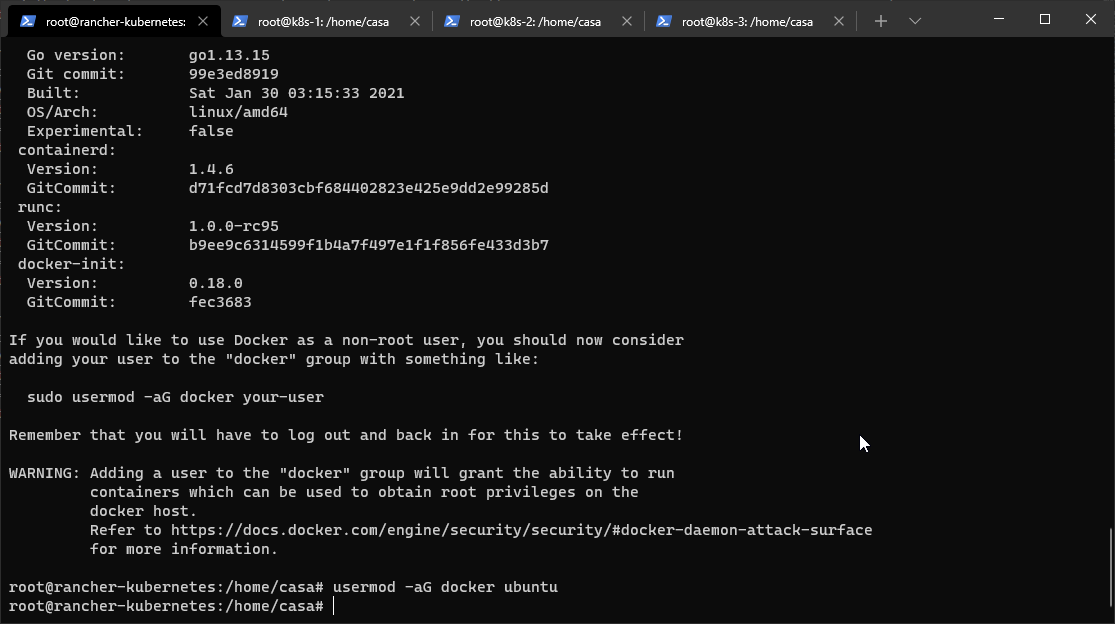 root@rancher-kubernetes:
root@k8s-1: /home/casa
root@k8s-2: /home/casa
root@k8s-3: /home/casa
Go version: go1.13.15
Git commit: 99e3ed8919
Built: Sat Jan 30 03:15:33 2021
OS/Arch: linux/amd64
Experimental: false
containerd:
Version: 1.4.6
GitCommit: d71fcd7d8303cbf684402823e425e9dd2e99285d
runc:
Version: 1.0.0-rc95
GitCommit: b9ee9c6314599f1b4a7f497e1f1f856fe433d3b7
docker-init:
Version: 0.18.0
GitCommit: fec3683
If you would like to use Docker as a non-root user, you should now consider
adding your user to the "docker" group with something like:
sudo usermod -aG docker your-user
Remember that you will have to log out and back in for this to take effect!
WARNING: Adding a user to the "docker" group will grant the ability to run
containers which can be used to obtain root privileges on the
docker host.
Refer to https://docs.docker.com/engine/security/security/#docker-daemon-attack-surface
for more information.
root@rancher-kubernetes:/home/casa# usermod -aG docker ubuntu
root@rancher-kubernetes:/home/casa#